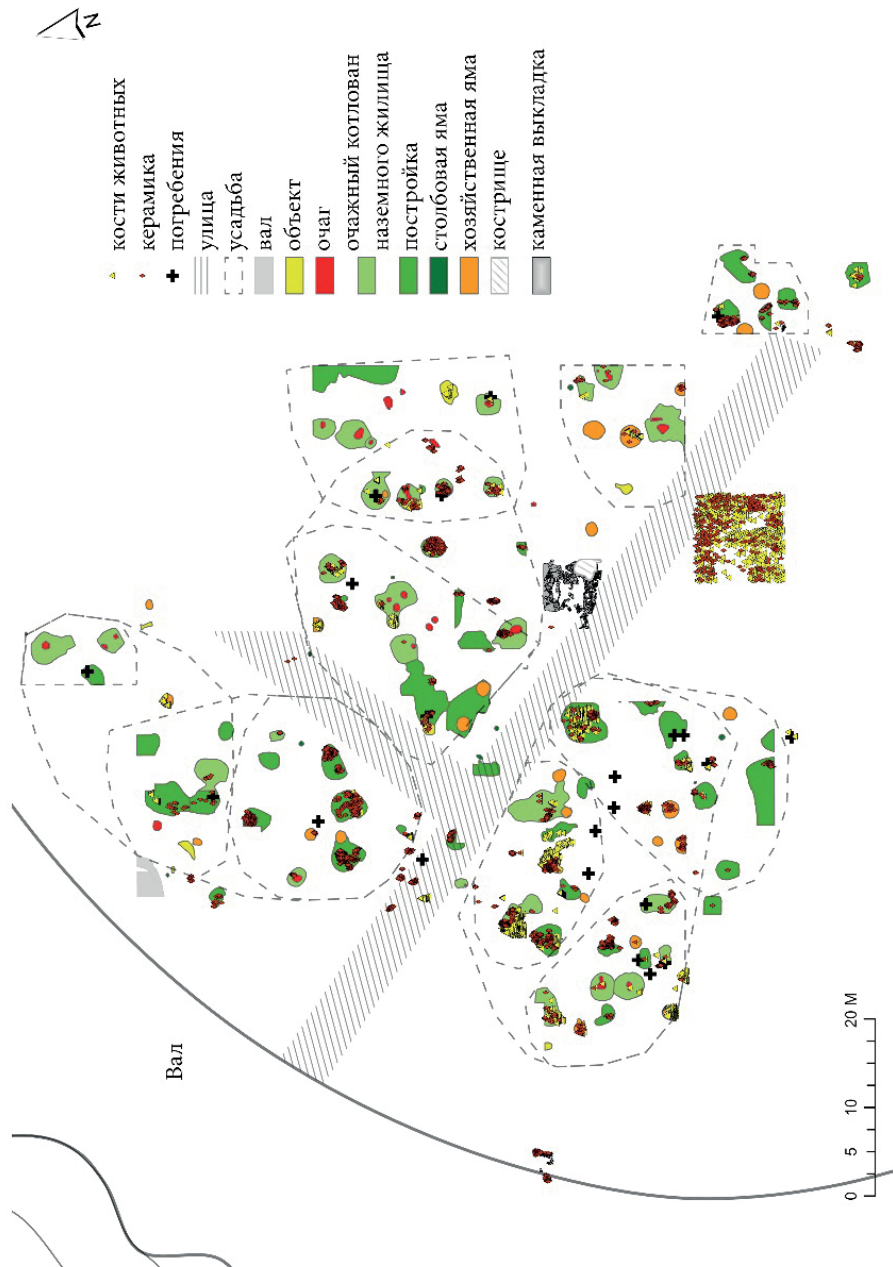 N
кости животных
керамика
погребения
улица
усадьба
вал
объект
очаг
очажный котлован
наземного жилища
постройка
столбовая яма
хозяйственная яма
кострище
каменная выкладка
Вал
0 5 10 20 М